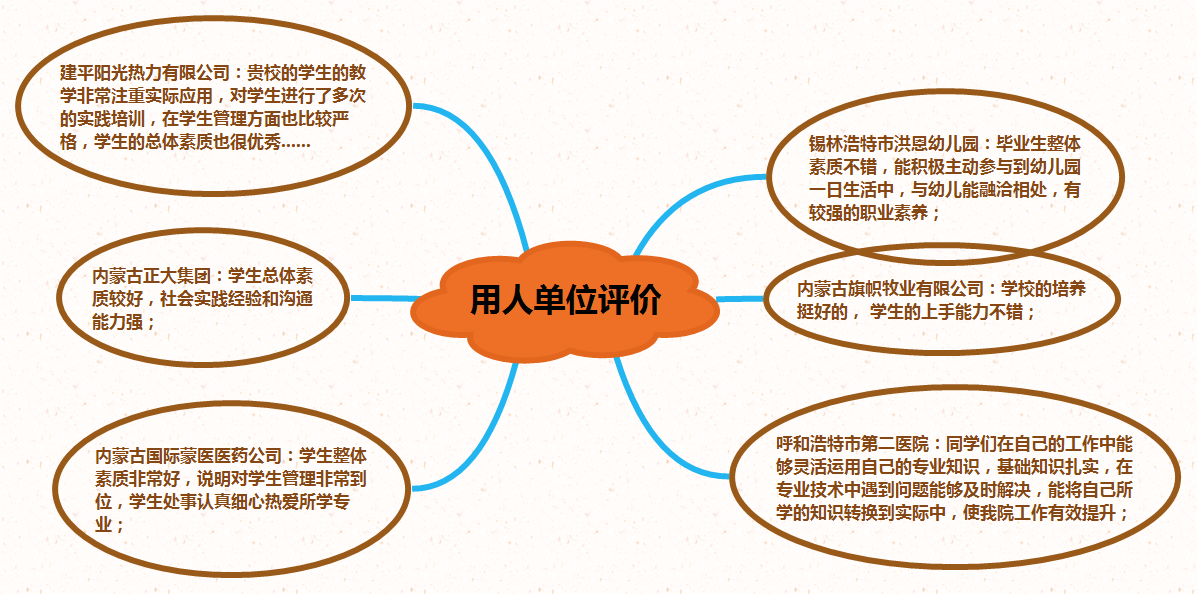 建平阳光热力有限公司：贵校的学生的教
学非常注重实际应用，对学生进行了多次
的实践培训，在学生管理方面也比较严
格，学生的总体素质也很优秀......
内蒙古正大集团：学生总体素
质较好，社会实践经验和沟通
能力强；
内蒙古国际蒙医医药公司：学生整体
素质非常好，说明对学生管理非常到
位，学生处事认真细心热爱所学专
业；
用人单位评价
锡林浩特市洪恩幼儿园：毕业生整体
素质不错，能积极主动参与到幼儿园
一日生活中，与幼儿能融洽相处，有
较强的职业素养；
内蒙古旗帜牧业有限公司：学校的培养
挺好的， 学生的上手能力不错；
呼和浩特市第二医院：同学们在自己的工作中能
够灵活运用自己的专业知识，基础知识扎实，在
专业技术中遇到问题能够及时解决，能将自己所
学的知识转换到实际中，使我院工作有效提升；